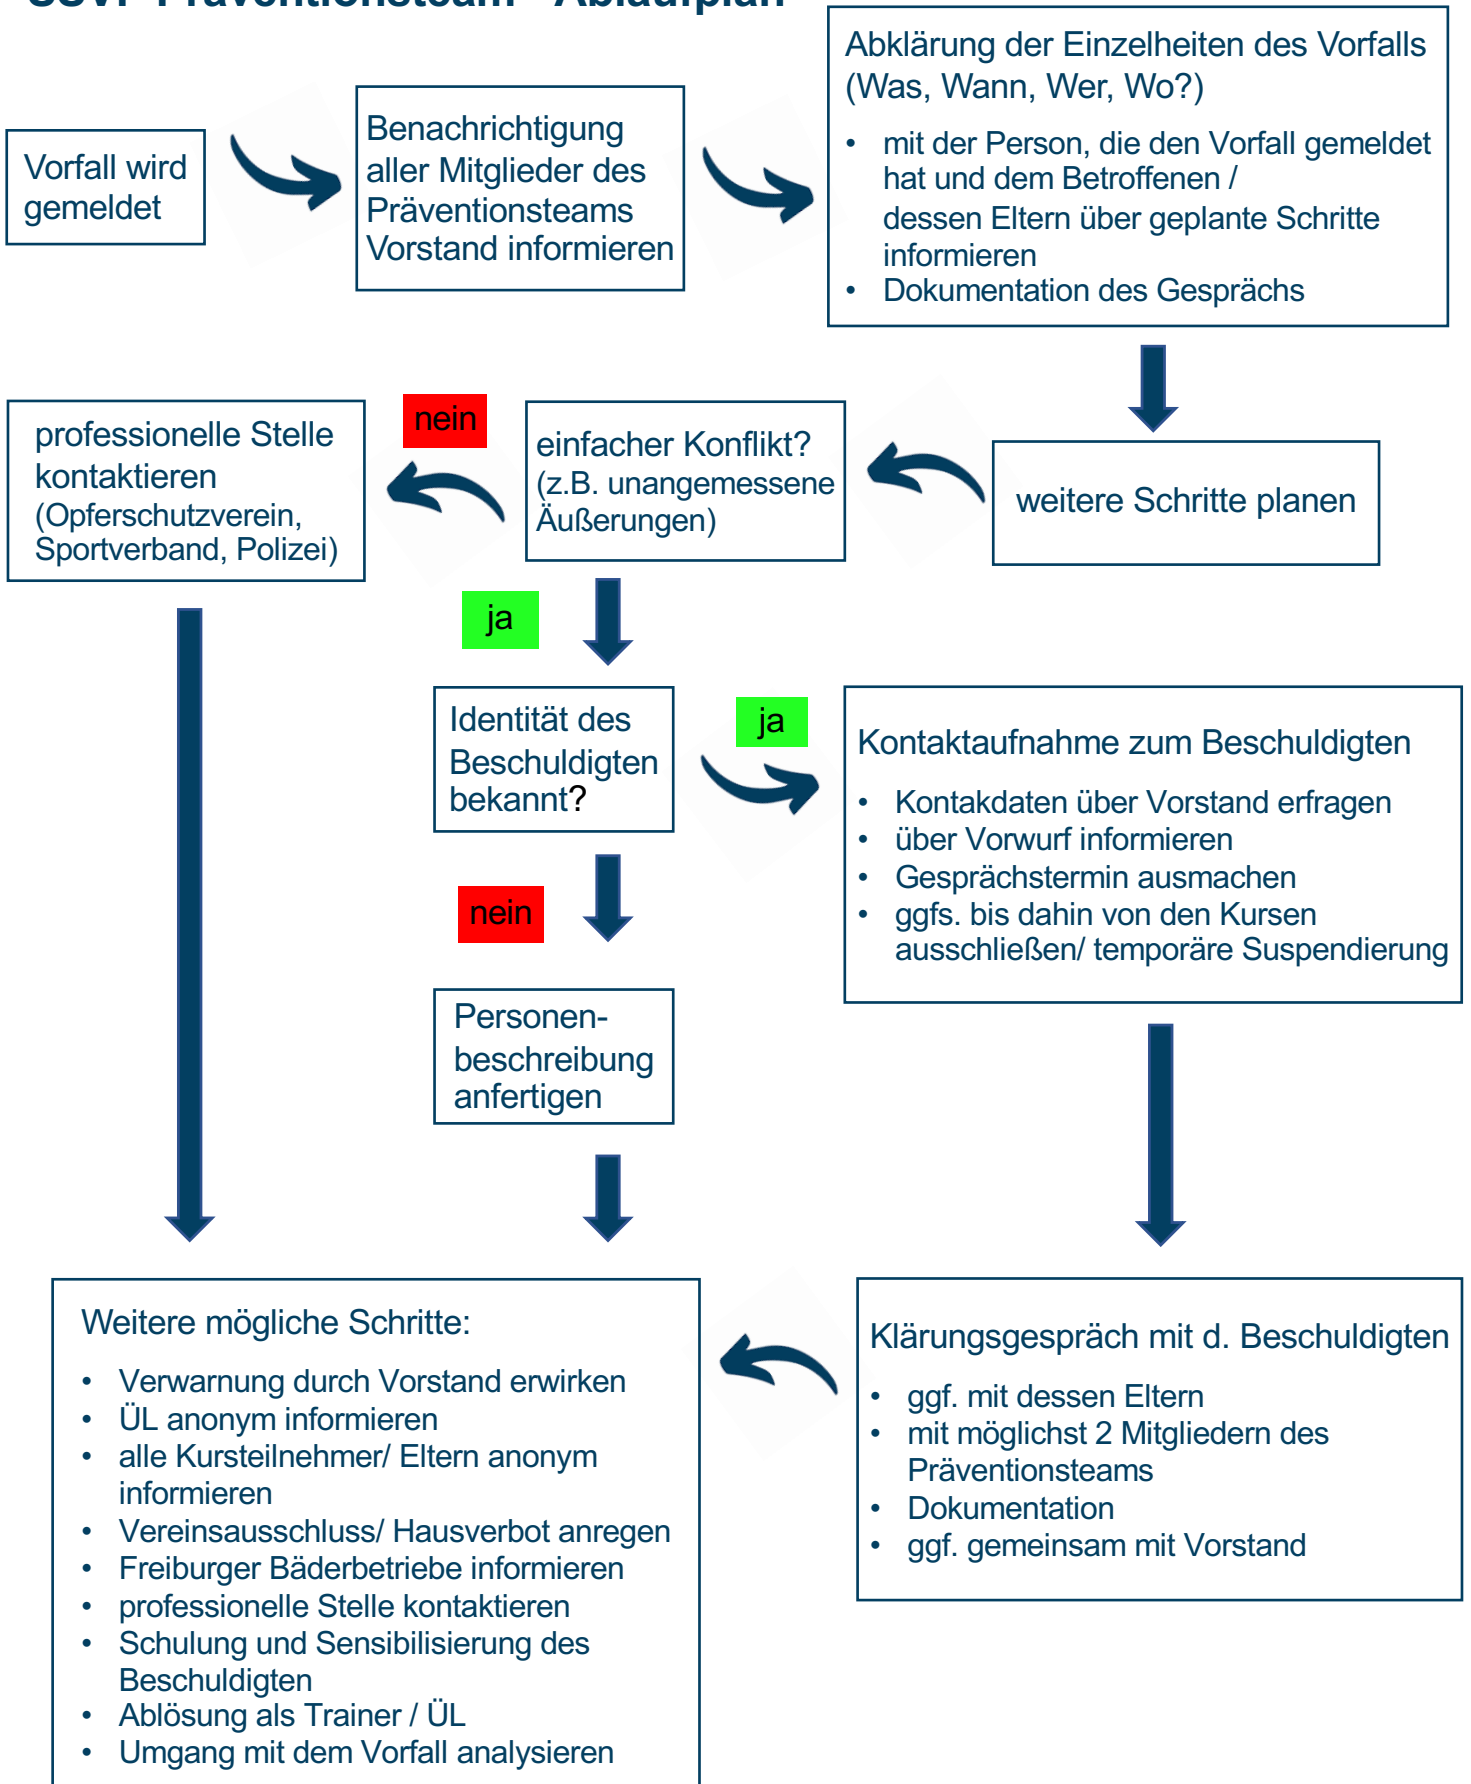 Abklärung der Einzelheiten des Vorfalls
(Was, Wann, Wer, Wo?)
• mit der Person, die den Vorfall gemeldet
hat und dem Betroffenen /
dessen Eltern über geplante Schritte
informieren
• Dokumentation des Gesprächs
Vorfall wird
gemeldet
Benachrichtigung
aller Mitglieder des
Präventionsteams
Vorstand informieren
professionelle Stelle
kontaktieren
(Opferschutzverein,
Sportverband, Polizei)
nein
einfacher Konflikt?
(z.B. unangemessene
Äußerungen)
weitere Schritte planen
ja
Identität des
Beschuldigten
bekannt?
ja
Kontaktaufnahme zum Beschuldigten
• Kontakdaten über Vorstand erfragen
• über Vorwurf informieren
• Gesprächstermin ausmachen
• ggfs. bis dahin von den Kursen
ausschließen/ temporäre Suspendierung
nein
Personen-
beschreibung
anfertigen
Weitere mögliche Schritte:
• Verwarnung durch Vorstand erwirken
• ÜL anonym informieren
• alle Kursteilnehmer/ Eltern anonym
informieren
• Vereinsausschluss/ Hausverbot anregen
• Freiburger Bäderbetriebe informieren
• professionelle Stelle kontaktieren
• Schulung und Sensibilisierung des
Beschuldigten
• Ablösung als Trainer / ÜL
• Umgang mit dem Vorfall analysieren
Klärungsgespräch mit d. Beschuldigten
• ggf. mit dessen Eltern
• mit möglichst 2 Mitgliedern des
Präventionsteams
• Dokumentation
• ggf. gemeinsam mit Vorstand